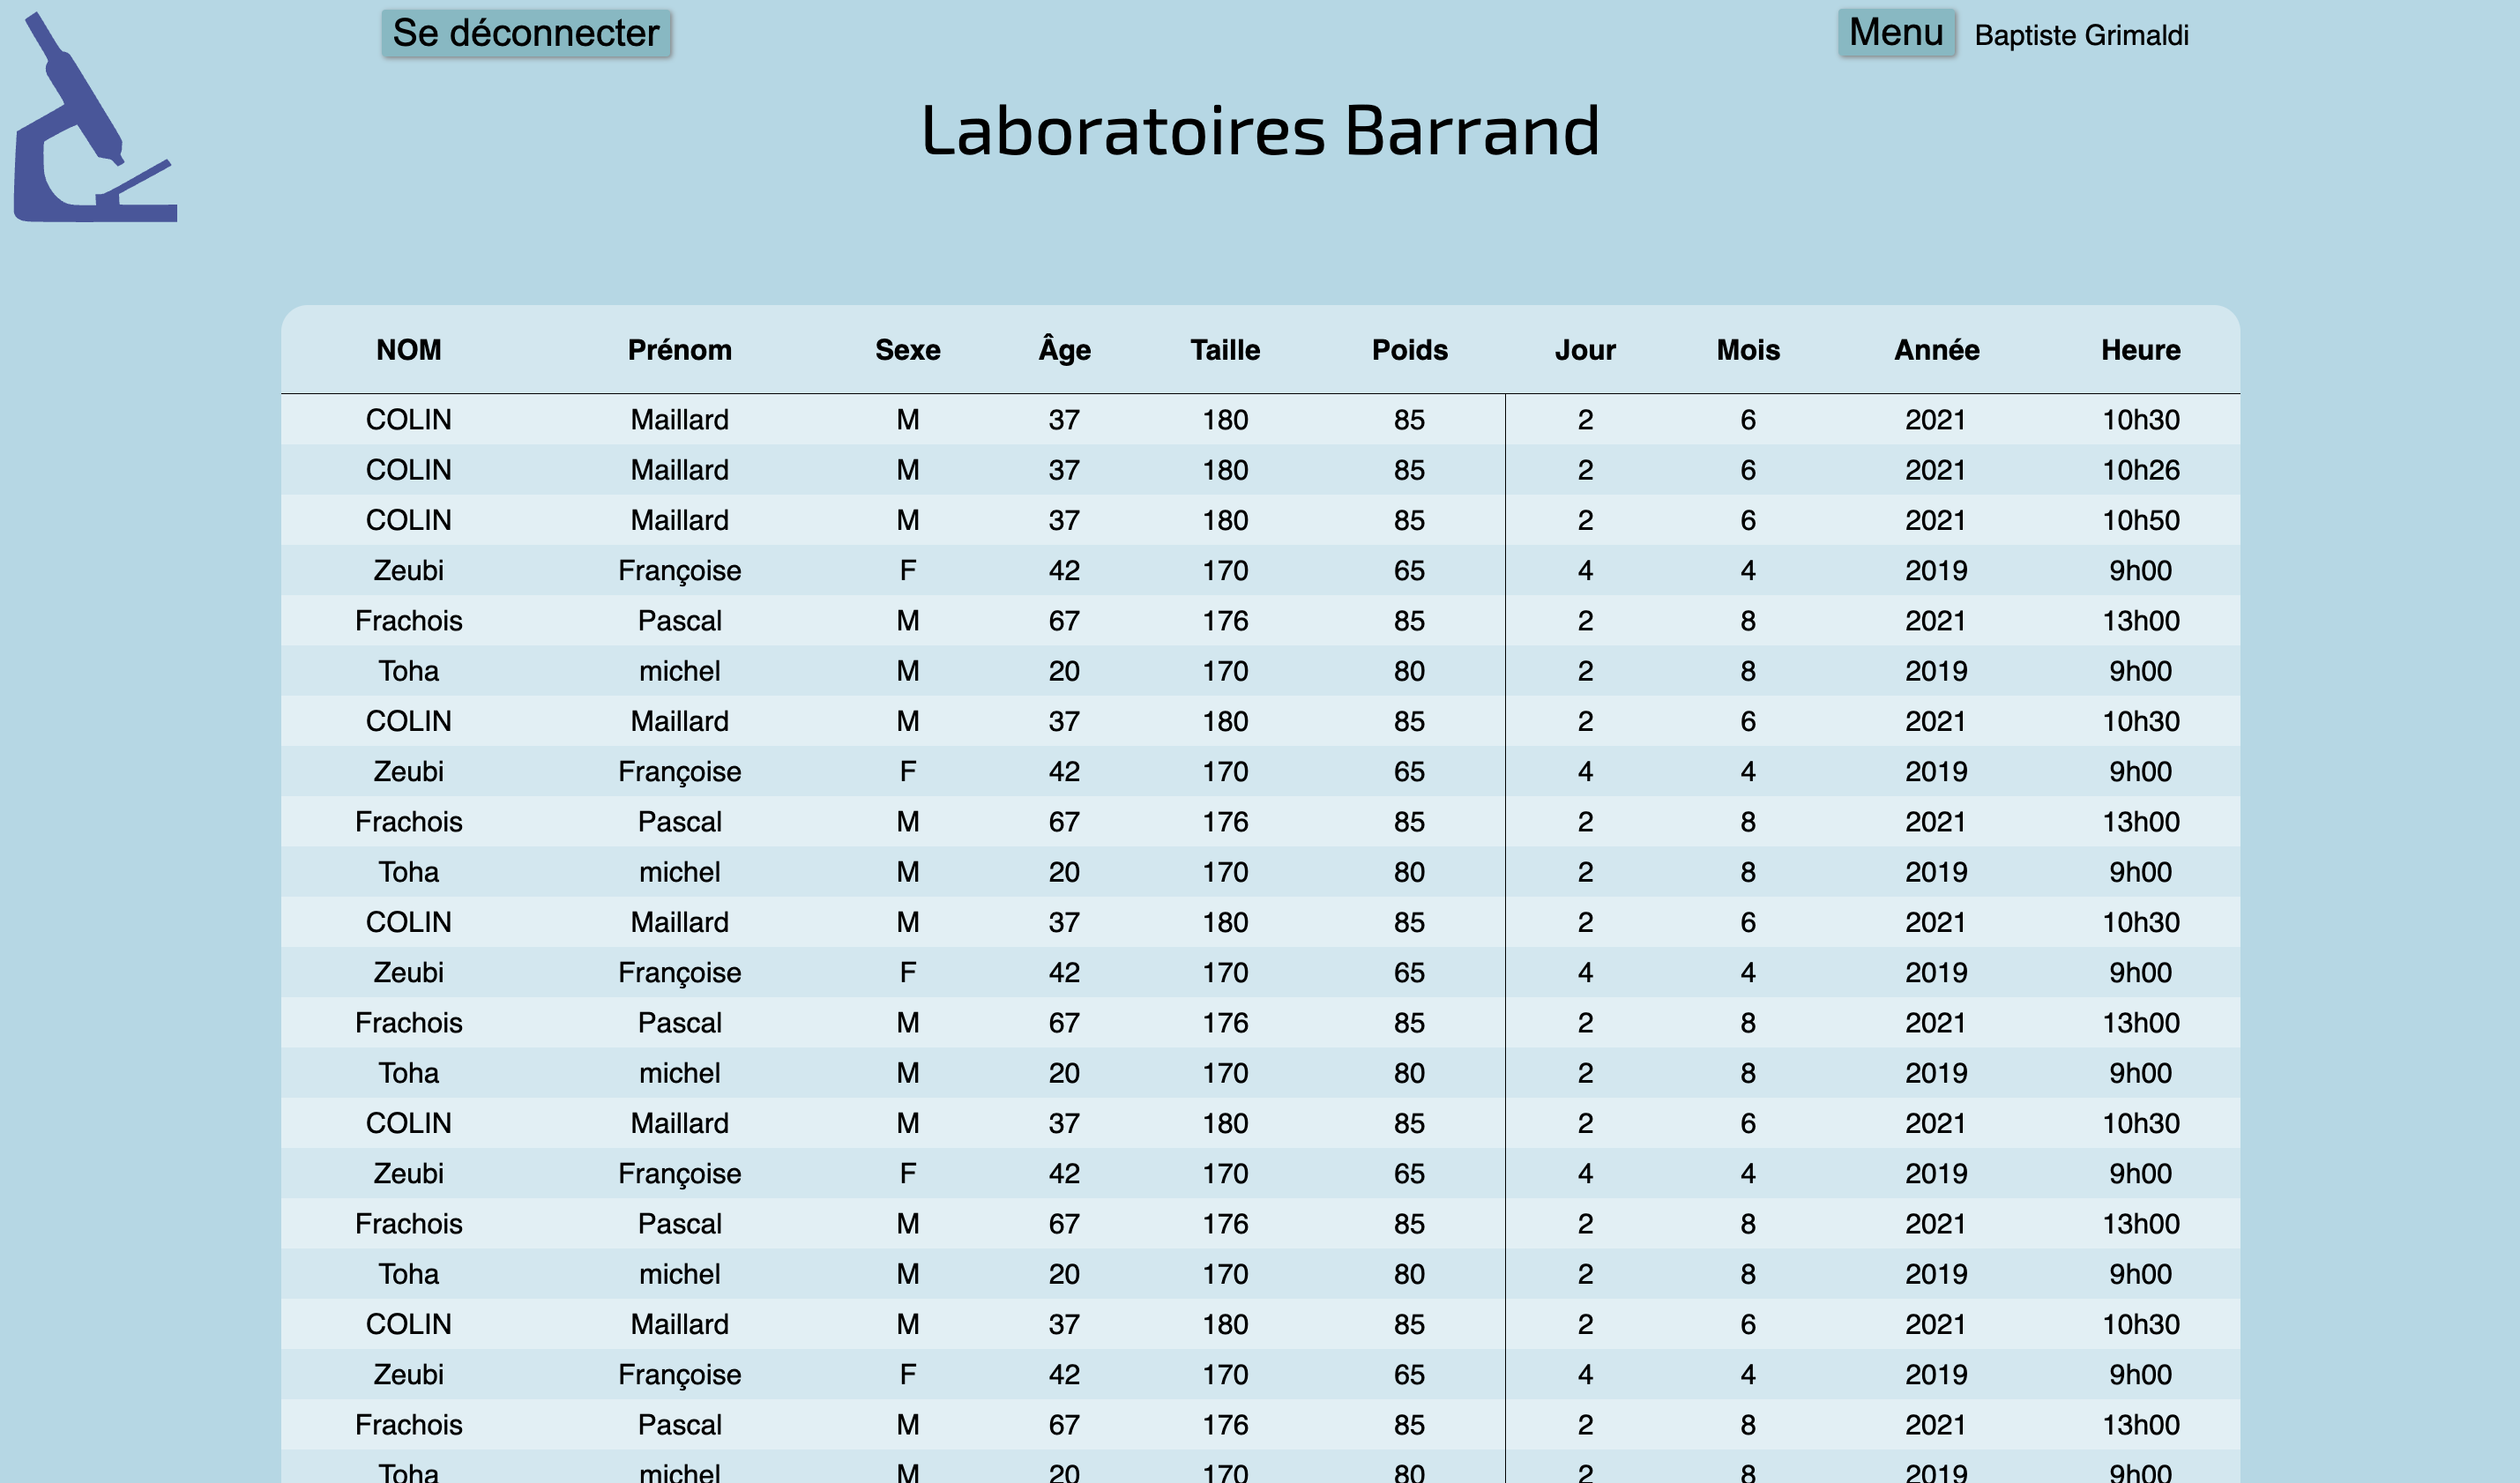 Se déconnecter Menu Baptiste Grimaldi
Laboratoires Barrand
NOM Prénom Sexe Âge Taille Poids Jour Mois Année Heure
COLIN Maillard M 37 180 85 2 6 2021 10h30
COLIN Maillard M 37 180 85 2 6 2021 10h26
COLIN Maillard M 37 180 85 2 6 2021 10h50
Zeubi Françoise F 42 170 65 4 4 2019 9h00
Frachois Pascal M 67 176 85 2 8 2021 13h00
Toha michel M 20 170 80 2 8 2019 9h00
COLIN Maillard M 37 180 85 2 6 2021 10h30
Zeubi Françoise F 42 170 65 4 4 2019 9h00
Frachois Pascal M 67 176 85 2 8 2021 13h00
Toha michel M 20 170 80 2 8 2019 9h00
COLIN Maillard M 37 180 85 2 6 2021 10h30
Zeubi Françoise F 42 170 65 4 4 2019 9h00
Frachois Pascal M 67 176 85 2 8 2021 13h00
Toha michel M 20 170 80 2 8 2019 9h00
COLIN Maillard M 37 180 85 2 6 2021 10h30
Zeubi Françoise F 42 170 65 4 4 2019 9h00
Frachois Pascal M 67 176 85 2 8 2021 13h00
Toha michel M 20 170 80 2 8 2019 9h00
COLIN Maillard M 37 180 85 2 6 2021 10h30
Zeubi Françoise F 42 170 65 4 4 2019 9h00
Frachois Pascal M 67 176 85 2 8 2021 13h00
Toha michel M 20 170 80 2 8 2019 9h00